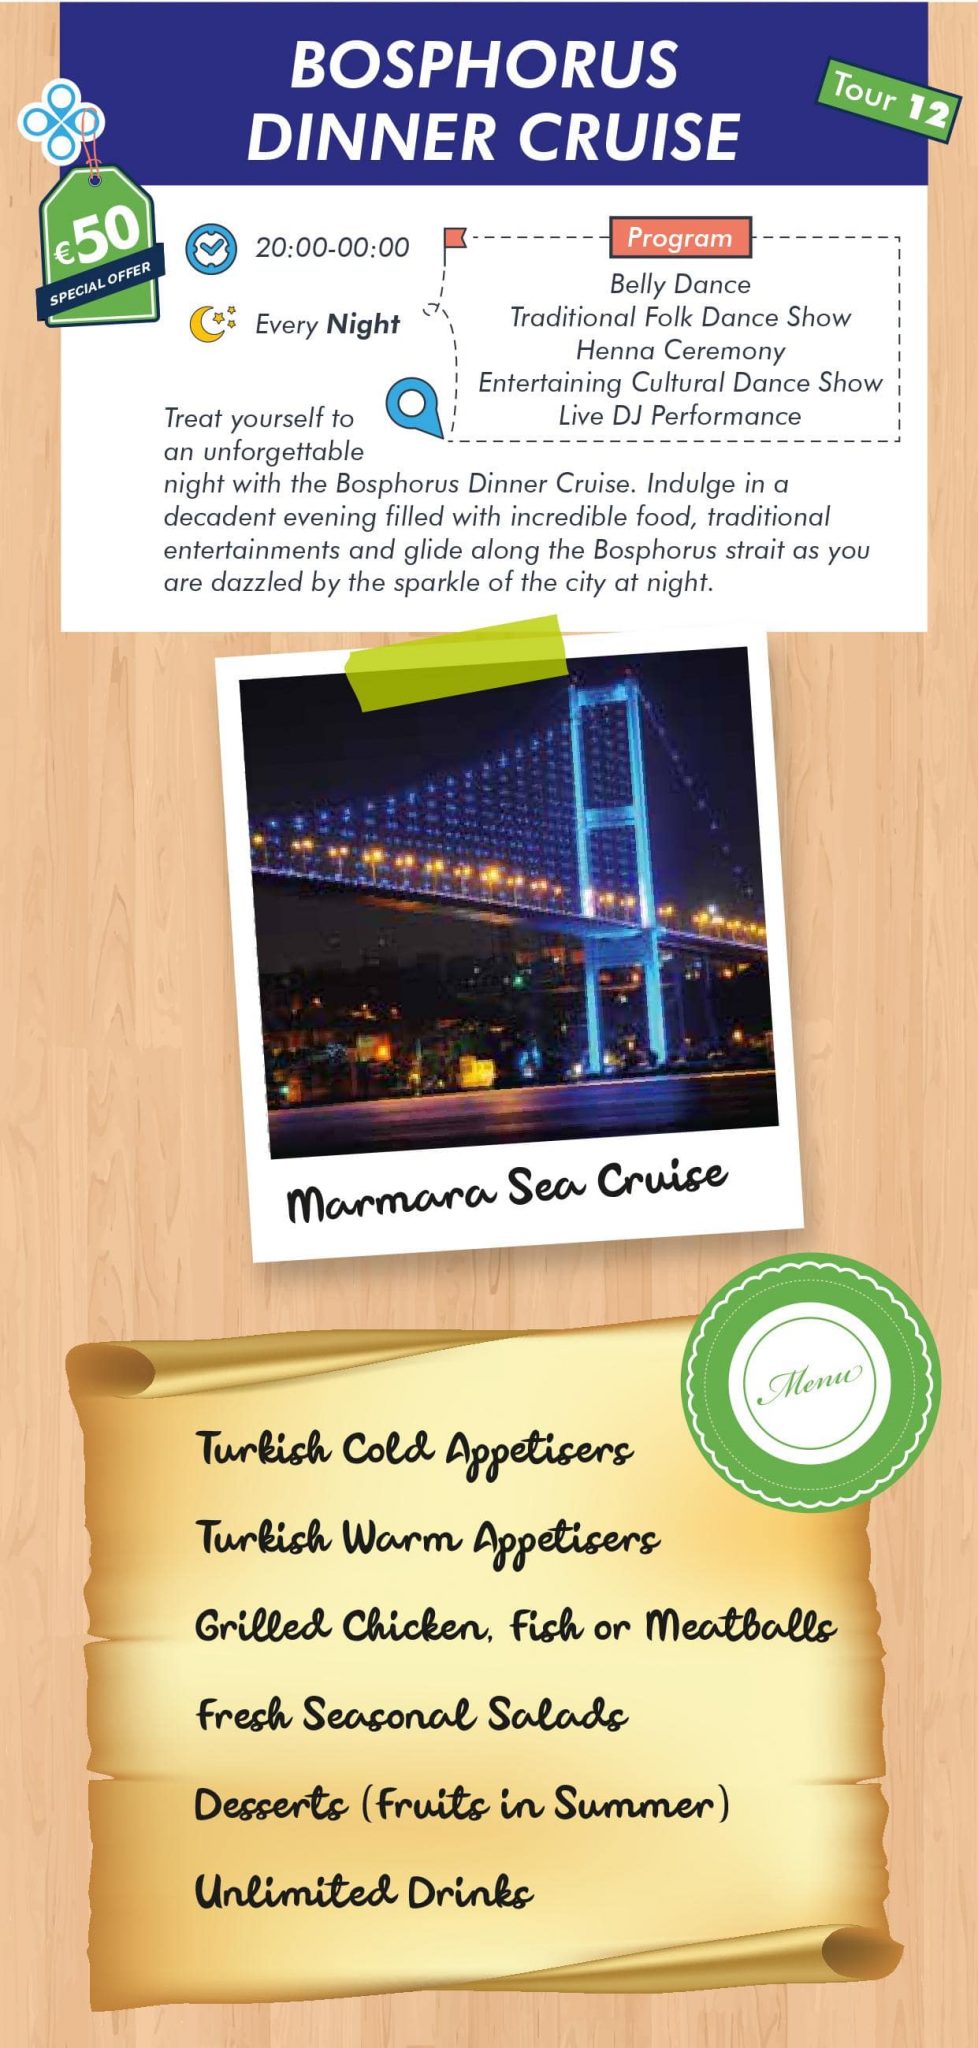 BOSPHORUS
DINNER CRUISE
Tour 12
€50
SPECIAL OFFER
20:00-00:00
Every Night
Program
Belly Dance
Traditional Folk Dance Show
Henna Ceremony
Entertaining Cultural Dance Show
Live DJ Performance
Treat yourself to
an unforgettable
night with the Bosphorus Dinner Cruise. Indulge in a
decadent evening filled with incredible food, traditional
entertainments and glide along the Bosphorus strait as you
are dazzled by the sparkle of the city at night.
Marmara Sea Cruise
Menu
Turkish Cold Appetisers
Turkish Warm Appetisers
Grilled Chicken, Fish or Meatballs
Fresh Seasonal Salads
Desserts (Fruits in Summer)
Unlimited Drinks